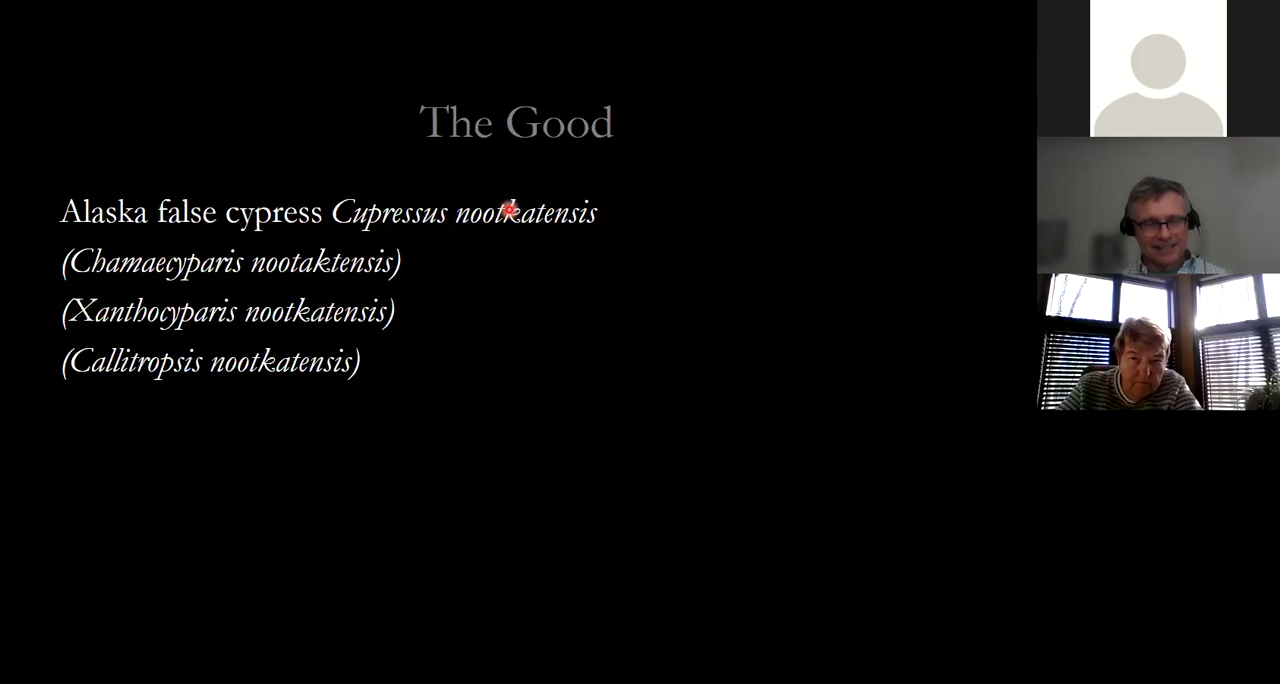 The Good
Alaska false cypress Cupressus nootkatensis
(Chamaecyparis nootaktensis)
(Xanthocyparis nootkatensis)
(Callitropsis nootkatensis)